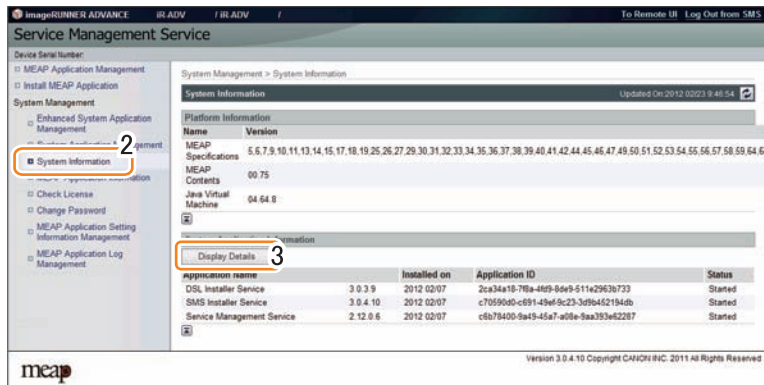 imageRUNNER ADVANCE iR-ADV / iR-ADV / To Remote UI Log Out from SMS
Service Management Service
Device Serial Number:
MEAP Application Management
Install MEAP Application
System Management
Enhanced System Application
Management
2
System Information
Information
Check License
Change Password
MEAP Application Setting
Information Management
MEAP Application Log
Management
System Management > System Information
System Information Updated On:2012 02/23 9:46:54
Platform Information
Name Version
MEAP
Specifications 5,6,7,9,10,11,13,14,15,17,18,19,25,26,27,29,30,31,32,33,34,35,36,37,38,39,40,41,42,44,45,46,47,49,50,51,52,53,54,55,56,57,58,59,64,6
MEAP
Contents 00.75
Java Virtual
Machine 04.64.8
Display Details 3
Application Name Installed on Application ID Status
DSL Installer Service 3.0.3.9 2012 02/07 2ca34a18-7f8a-4fd9-8de9-511e2963b733 Started
SMS Installer Service 3.0.4.10 2012 02/07 c70590d0-c691-49ef-9c23-3d9b452194db Started
Service Management Service 2.12.0.6 2012 02/07 c6b78400-9a49-45a7-a08e-9aa393e62287 Started
Version 3.0.4.10 Copyright CANON INC. 2011 All Rights Reserved
meap